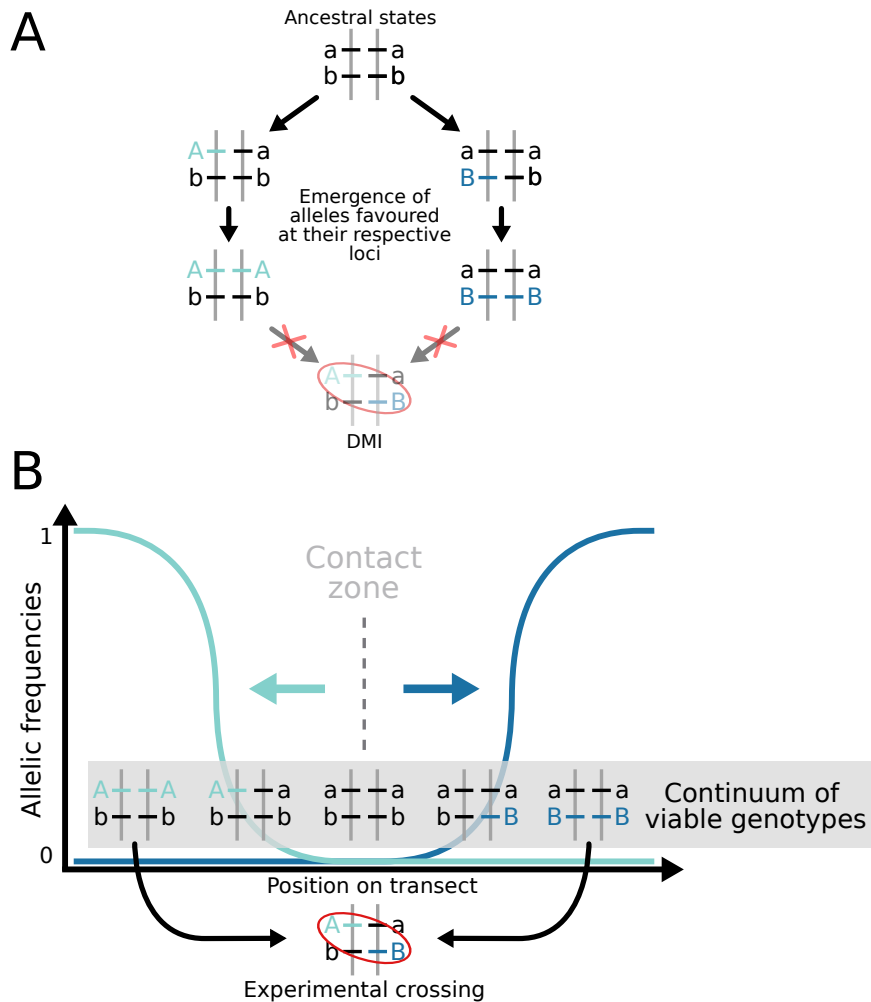 A
Ancestral states
a a
b b
A a
b b
a a
B b
Emergence of
alleles favoured
at their respective
loci
A A
b b
a a
B B
A a
b B
DMI
B
1
Allelic frequencies
0
Contact
zone
A A
b b
A a
b b
a a
b b
a a
b B
a a
B B
Continuum of
viable genotypes
Position on transect
A a
b B
Experimental crossing